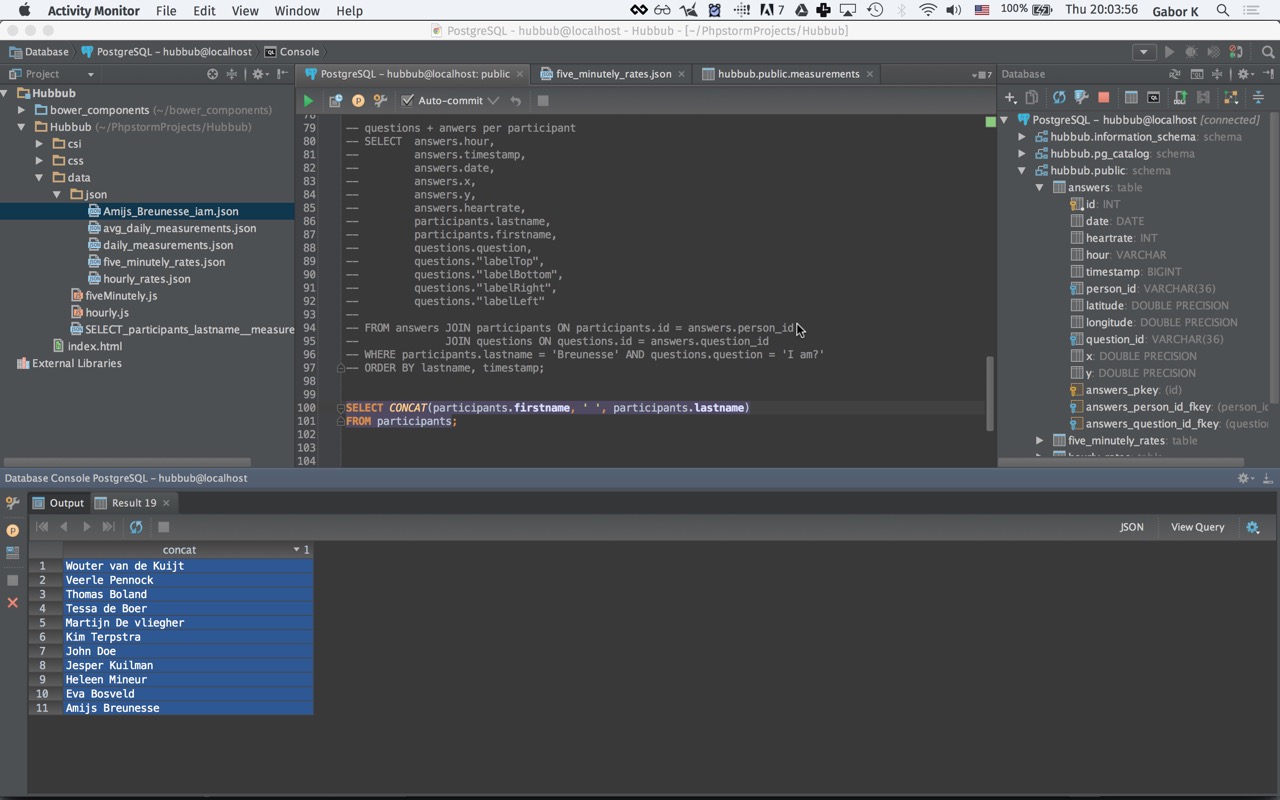 Activity Monitor File Edit View Window Help 7 100% Thu 20:03:56 Gabor K
PostgreSQL - hubbub@localhost - Hubbub - [~/PhpstormProjects/Hubbub]
Database PostgreSQL - hubbub@localhost Console
Project
PostgreSQL - hubbub@localhost: public five_minutely_rates.json hubbub.public.measurements 7
Database
Auto-commit
Hubbub
bower_components (~/bower_components)
Hubbub (~/PhpstormProjects/Hubbub)
csi
css
data
json
Amijs_Breunesse_iam.json
avg_daily_measurements.json
daily_measurements.json
five_minutely_rates.json
hourly_rates.json
fiveMinutely.js
hourly.js
SELECT_participants_lastname__measure
index.html
External Libraries
78
79 -- questions + anwers per participant
80 -- SELECT answers.hour,
81 -- answers.timestamp,
82 -- answers.date,
83 -- answers.x,
84 -- answers.y,
85 -- answers.heartrate,
86 -- participants.lastname,
87 -- participants.firstname,
88 -- questions.question,
89 -- questions."labelTop",
90 -- questions."labelBottom",
91 -- questions."labelRight",
92 -- questions."labelLeft"
93 --
94 -- FROM answers JOIN participants ON participants.id = answers.person_id
95 -- JOIN questions ON questions.id = answers.question_id
96 -- WHERE participants.lastname = 'Breunesse' AND questions.question = 'I am?'
97 -- ORDER BY lastname, timestamp;
98
99
100 SELECT CONCAT(participants.firstname, ' ', participants.lastname)
101 FROM participants;
102
103
104
PostgreSQL - hubbub@localhost [connected]
hubbub.information_schema: schema
hubbub.pg_catalog: schema
hubbub.public: schema
answers: table
id: INT
date: DATE
heartrate: INT
hour: VARCHAR
timestamp: BIGINT
person_id: VARCHAR(36)
latitude: DOUBLE PRECISION
longitude: DOUBLE PRECISION
question_id: VARCHAR(36)
x: DOUBLE PRECISION
y: DOUBLE PRECISION
answers_pkey: (id)
answers_person_id_fkey: (person_id
answers_question_id_fkey: (question
five_minutely_rates: table
Database Console PostgreSQL - hubbub@localhost
Output Result 19
JSON View Query
concat 1
1 Wouter van de Kuijt
2 Veerle Pennock
3 Thomas Boland
4 Tessa de Boer
5 Martijn De vliegher
6 Kim Terpstra
7 John Doe
8 Jesper Kuilman
9 Heleen Mineur
10 Eva Bosveld
11 Amijs Breunesse